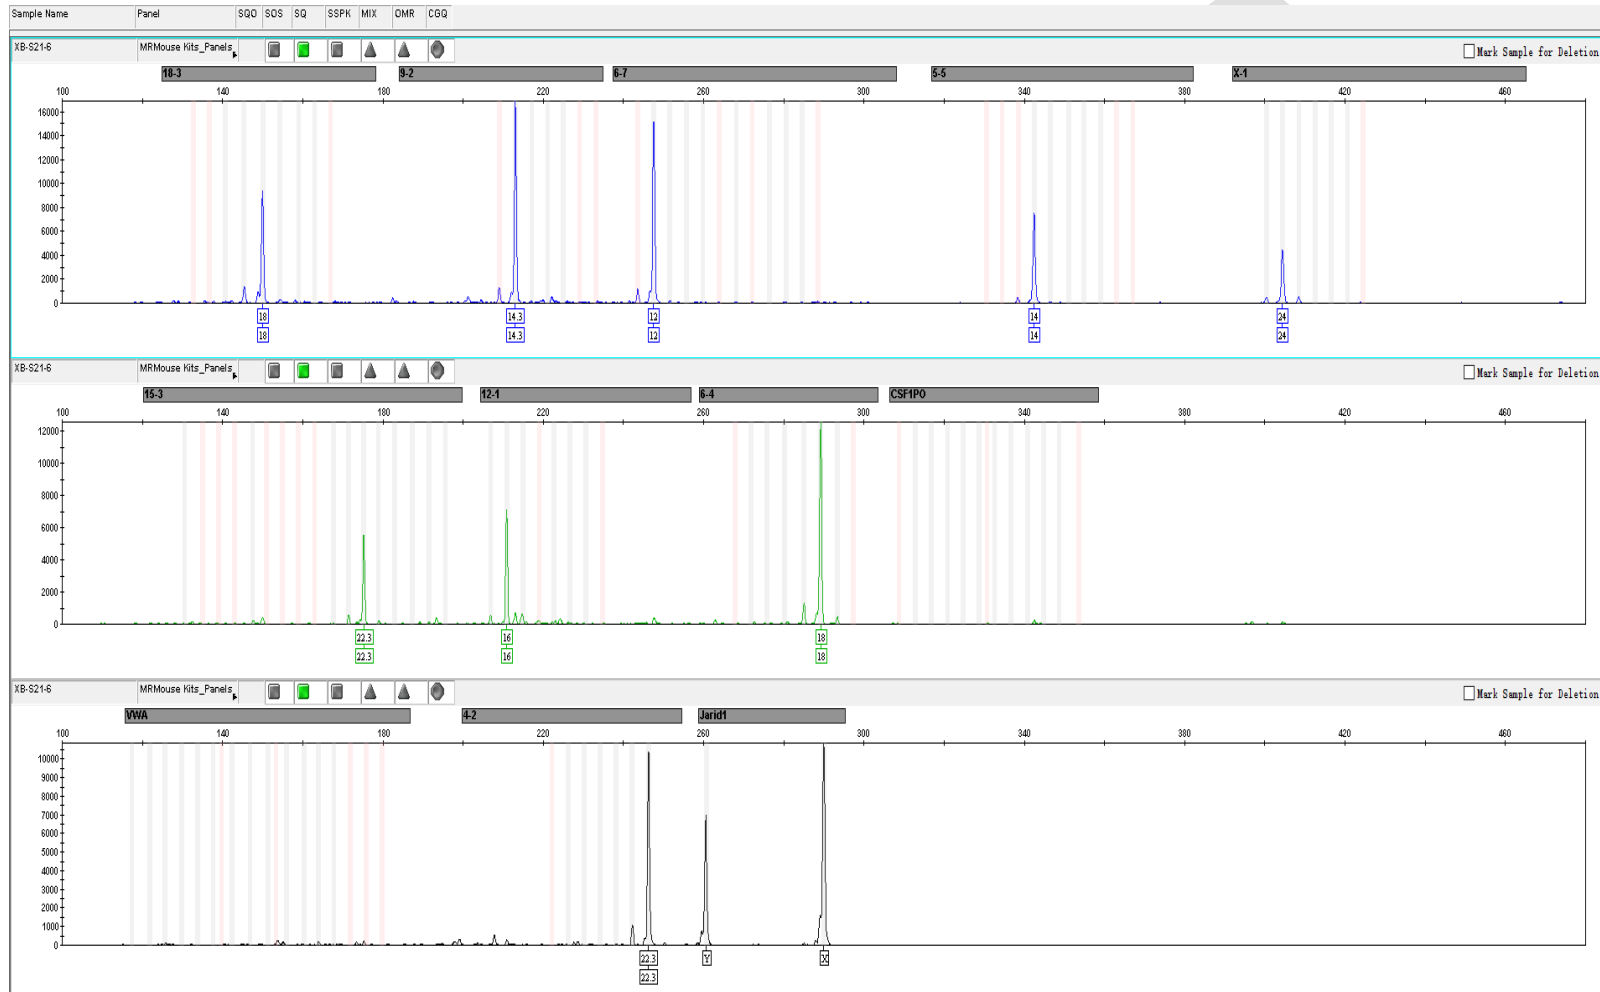 Sample Name Panel SQO SOS SQ SSPK MIX OMR CGQ
XB-S21-6 MRMouse Kits_Panels Mark Sample for Deletion
18-3 9-2 6-7 5-5 X-1
100 140 180 220 260 300 340 380 420 460
16000
14000
12000
10000
8000
6000
4000
2000
0
18 14.3 12 14 24
18 14.3 12 14 24
XB-S21-6 MRMouse Kits_Panels Mark Sample for Deletion
15-3 12-1 6-4 CSF1PO
100 140 180 220 260 300 340 380 420 460
12000
10000
8000
6000
4000
2000
0
22.3 16 18
22.3 16 18
XB-S21-6 MRMouse Kits_Panels Mark Sample for Deletion
VWA 4-2 Jarid1
100 140 180 220 260 300 340 380 420 460
10000
9000
8000
7000
6000
5000
4000
3000
2000
1000
0
22.3 Y X
22.3